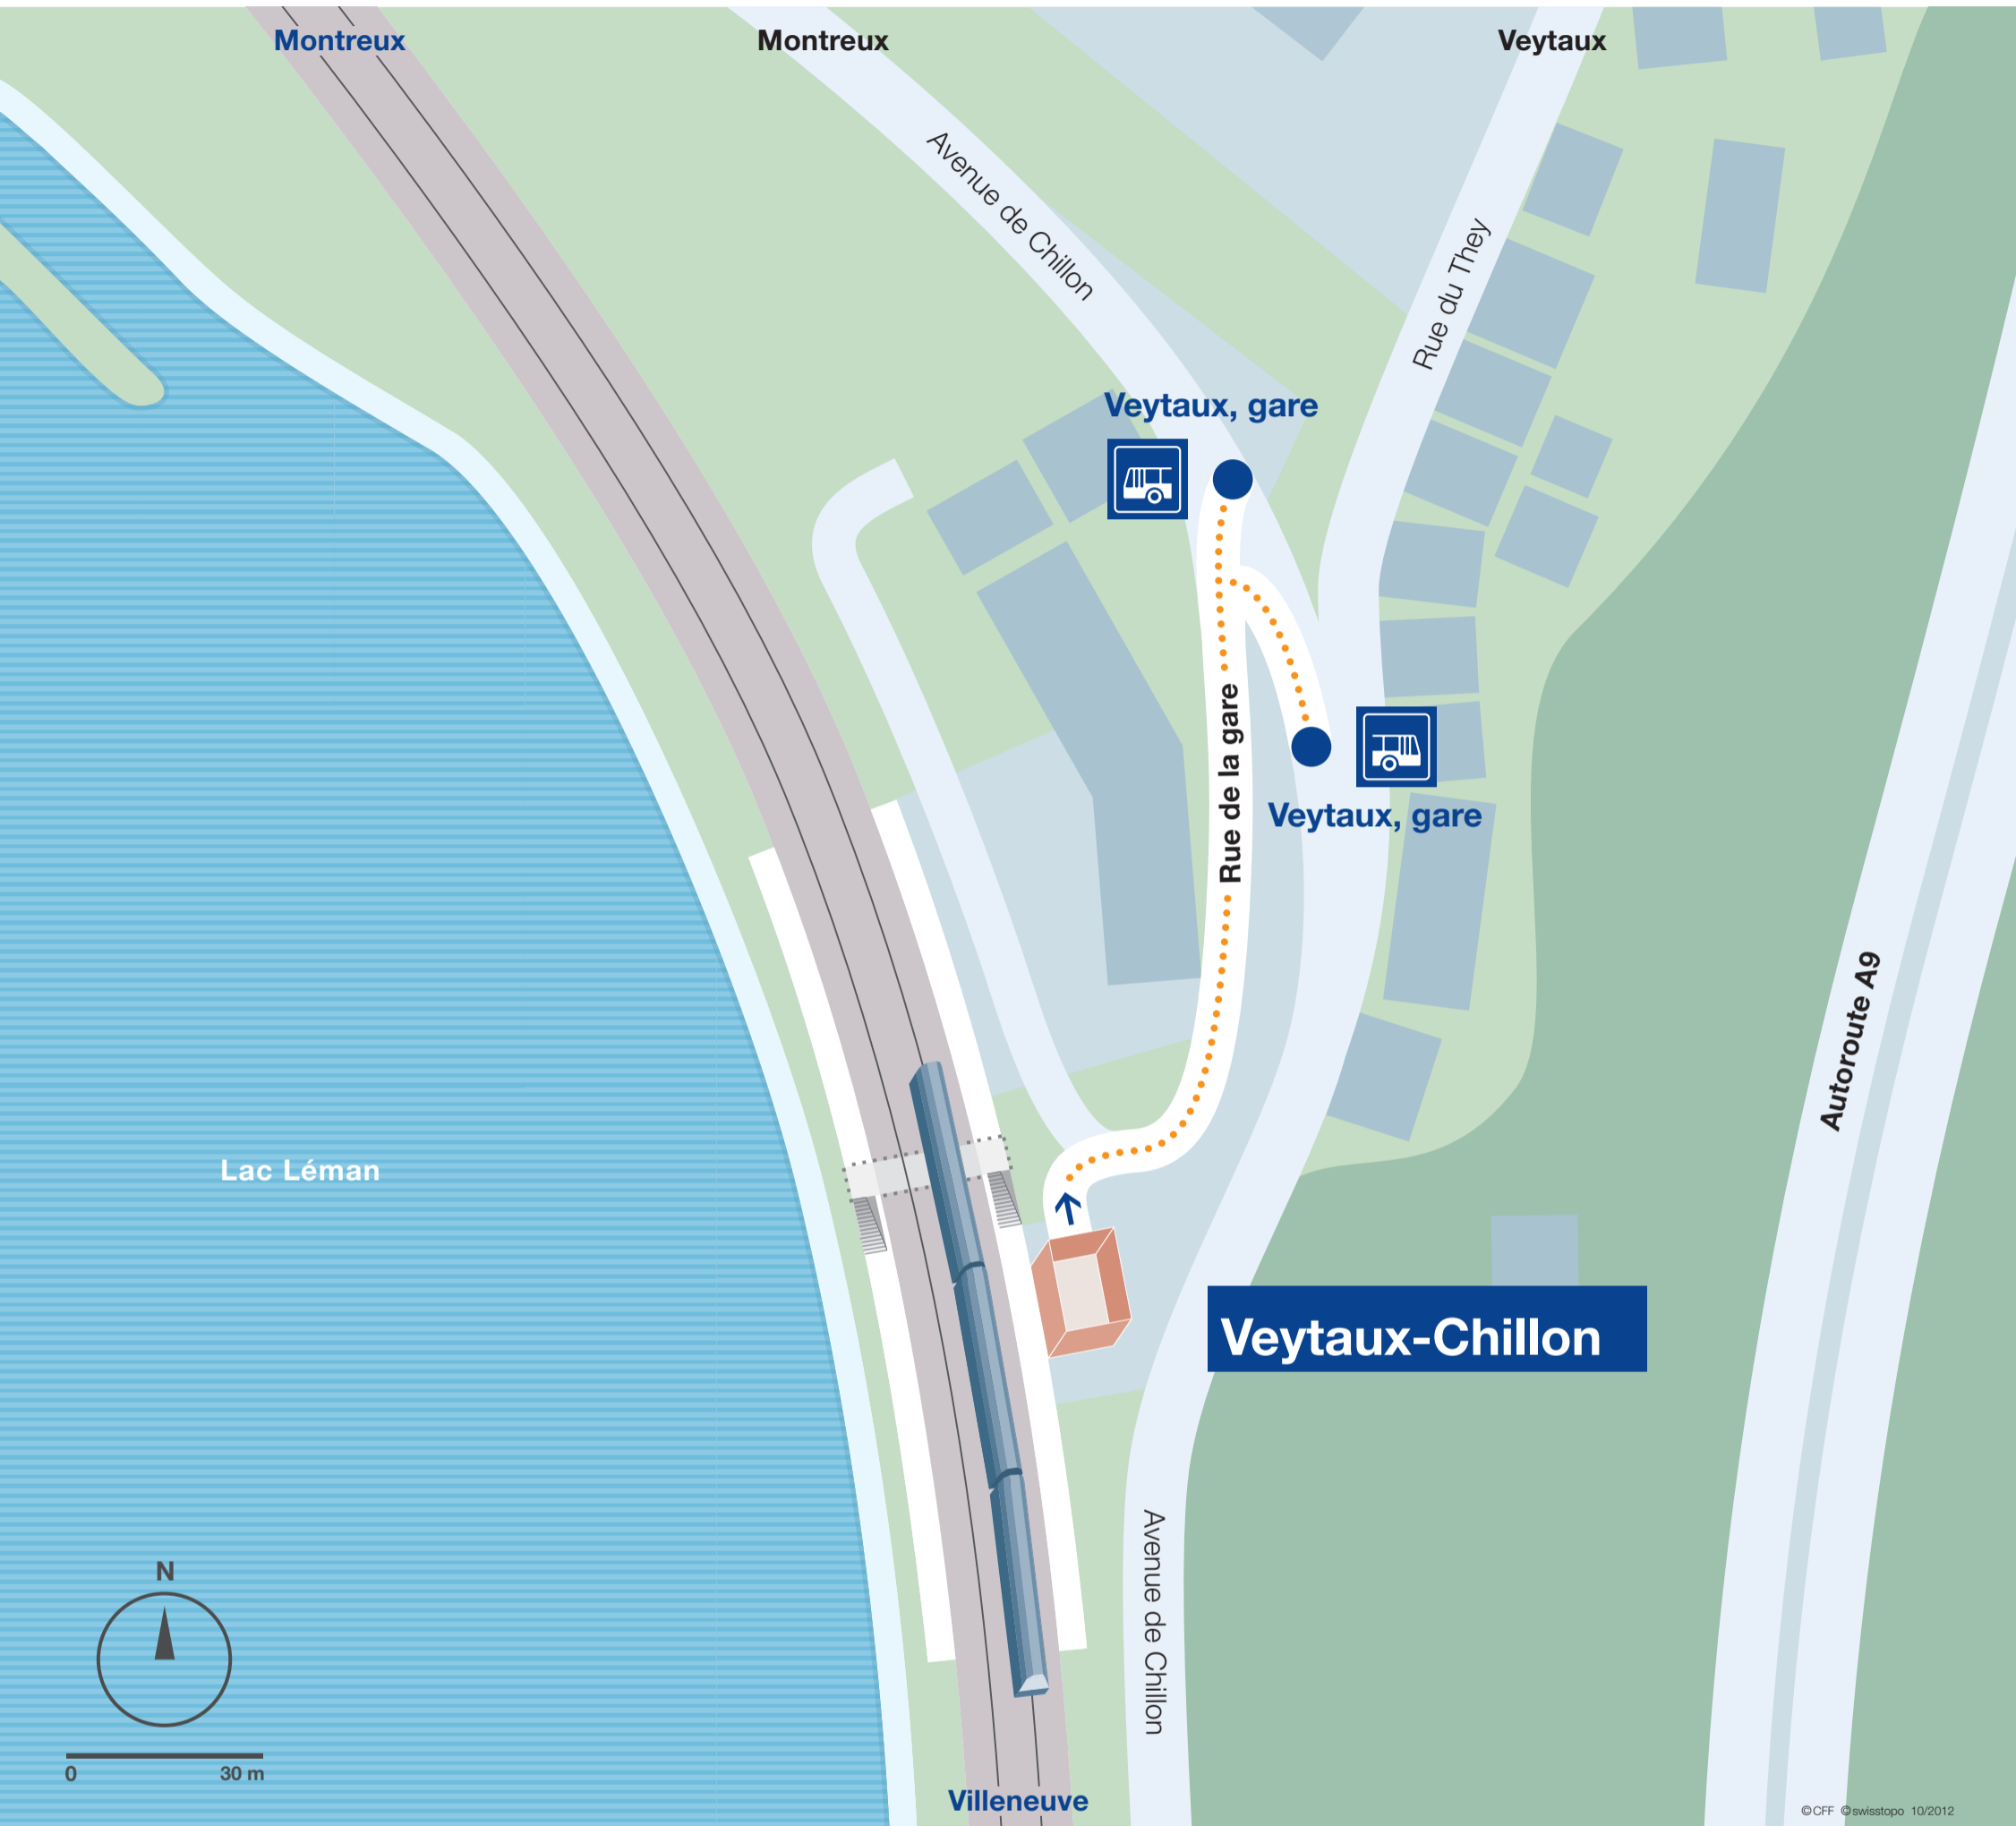 Montreux
Montreux
Veytaux
Avenue de Chillon
Rue du They
Veytaux, gare
Rue de la gare
Veytaux, gare
Autoroute A9
Lac Léman
Veytaux-Chillon
Avenue de Chillon
N
0 30 m
Villeneuve
©CFF ©swisstopo 10/2012